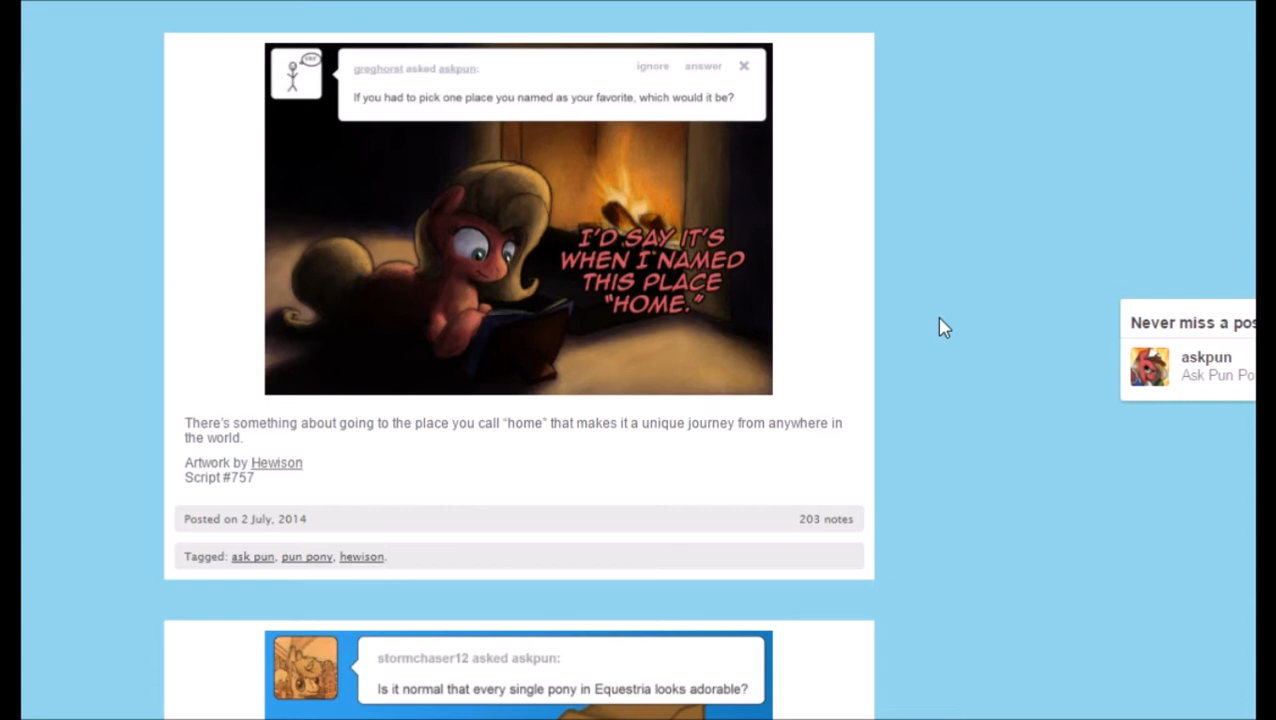 greghorst asked askpun:
ignore answer X
If you had to pick one place you named as your favorite, which would it be?
I'D SAY IT'S
WHEN I NAMED
THIS PLACE
"HOME."
There's something about going to the place you call “home” that makes it a unique journey from anywhere in
the world.
Artwork by Hewison
Script #757
Posted on 2 July, 2014
203 notes
Tagged: ask pun, pun pony, hewison.
Never miss a pos
askpun
Ask Pun Po
stormchaser12 asked askpun:
Is it normal that every single pony in Equestria looks adorable?